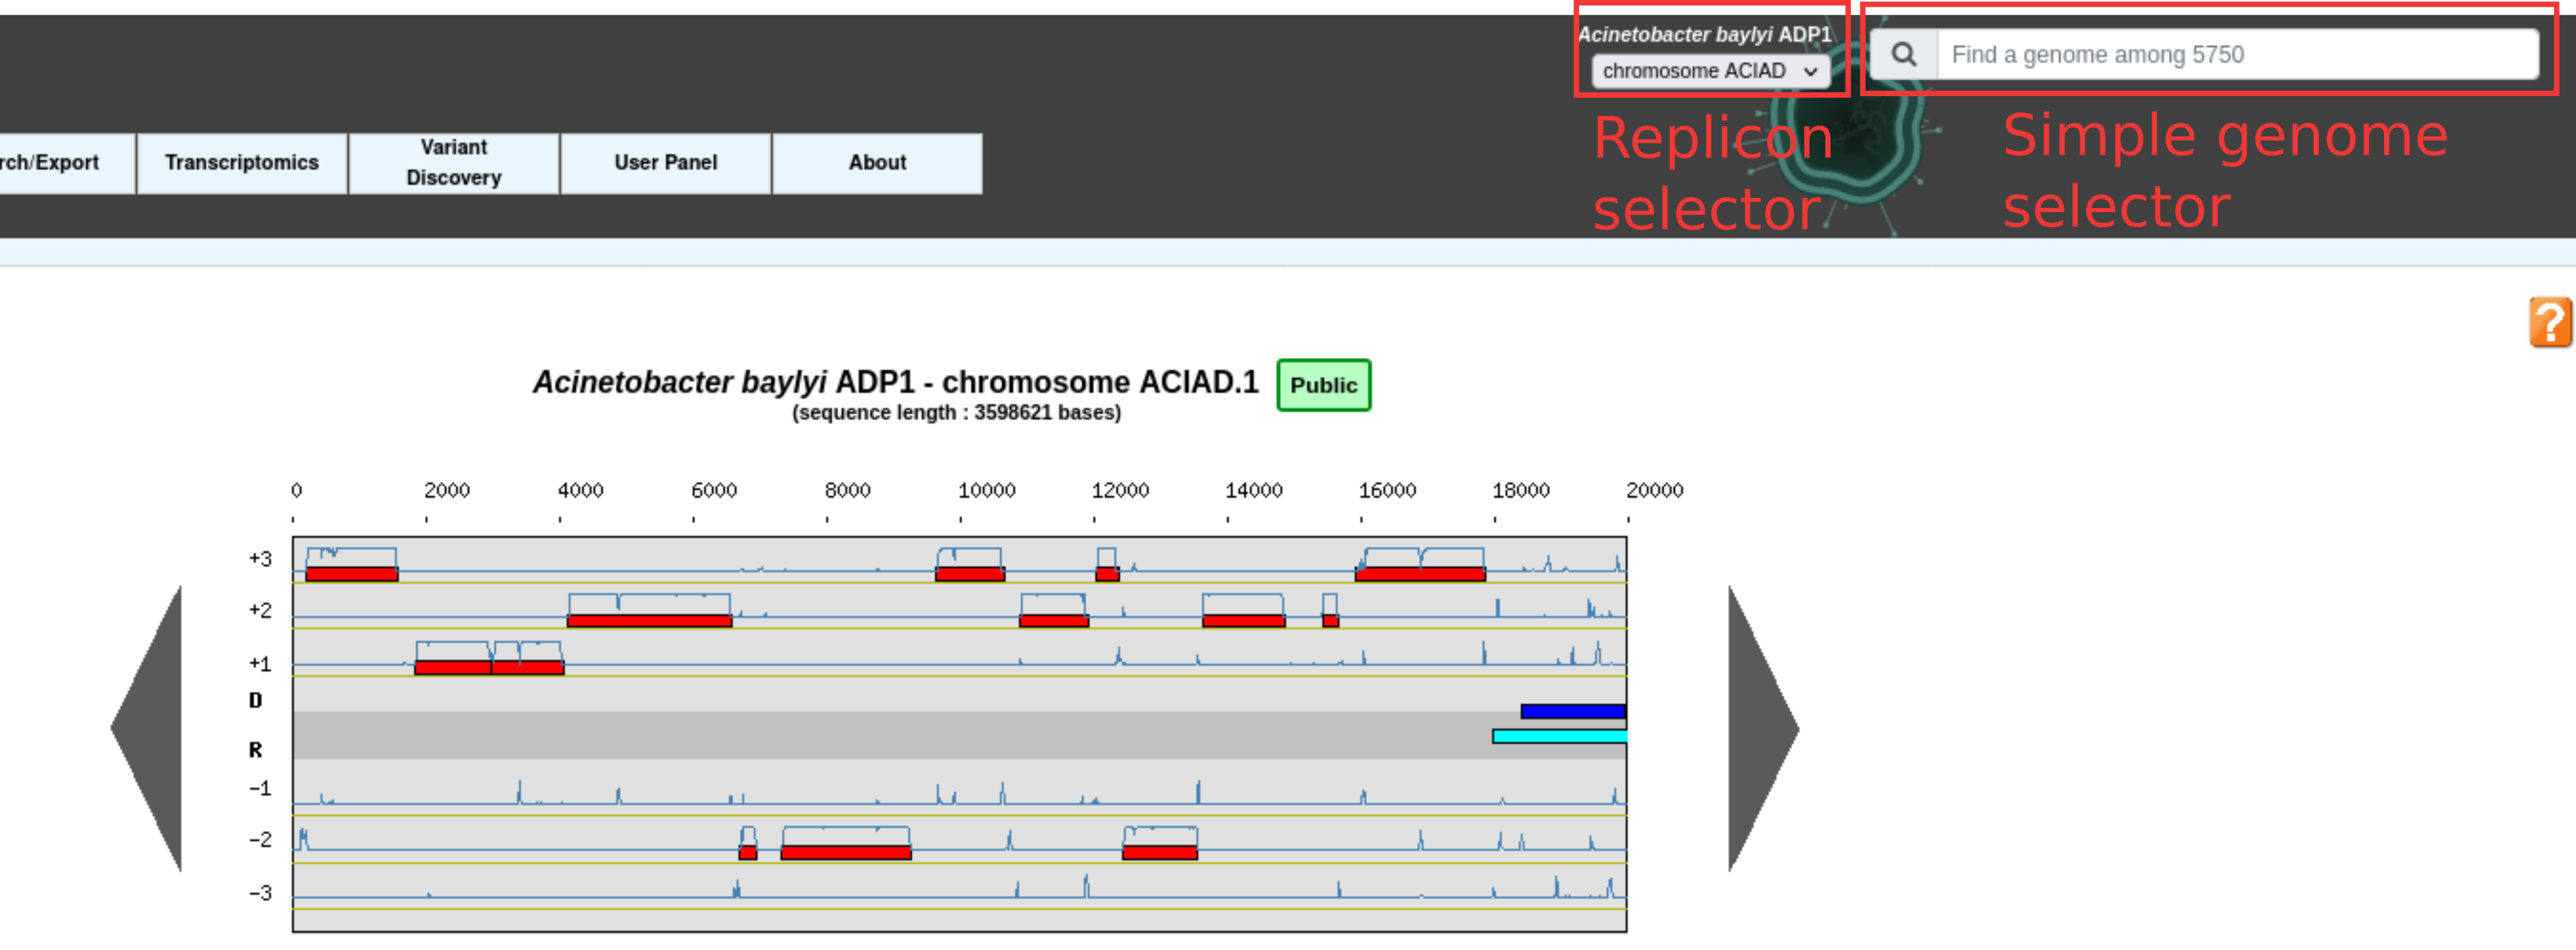 Acinetobacter baylyi ADP1
chromosome ACIAD
Find a genome among 5750
Replicon
selector
Simple genome
selector
rch/Export
Transcriptomics
Variant
Discovery
User Panel
About
?
Acinetobacter baylyi ADP1 - chromosome ACIAD.1
Public
(sequence length : 3598621 bases)
0 2000 4000 6000 8000 10000 12000 14000 16000 18000 20000
+3
+2
+1
D
R
-1
-2
-3